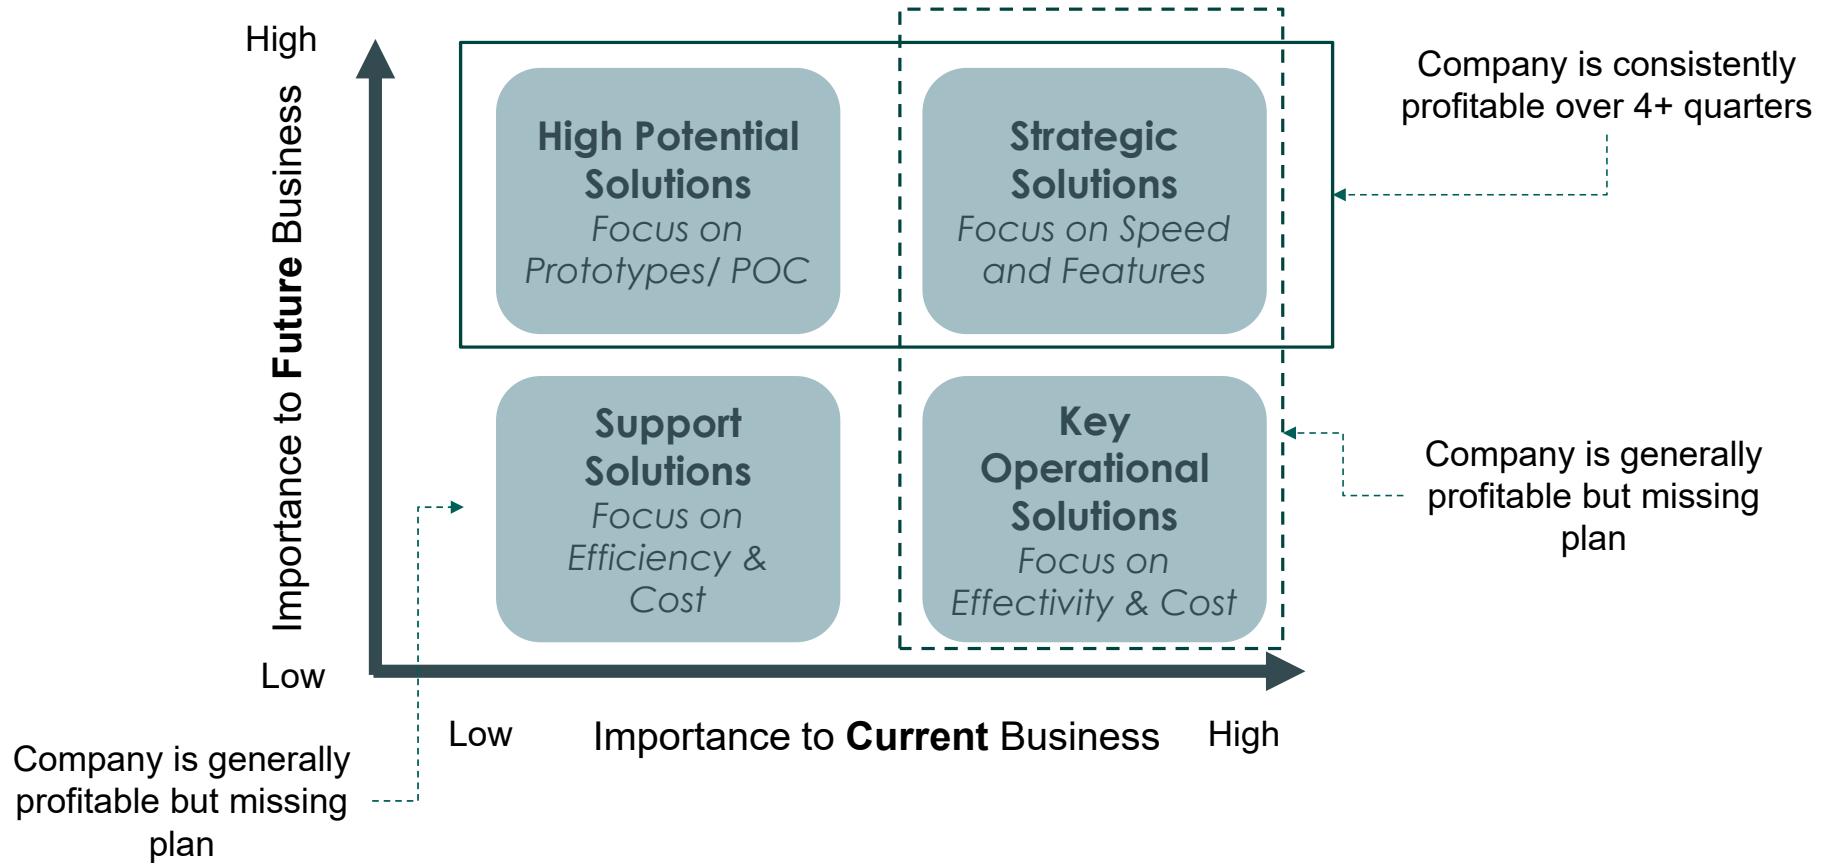 High
Importance to Future Business
Low
High Potential
Solutions
Focus on
Prototypes/ POC
Strategic
Solutions
Focus on Speed
and Features
Company is consistently
profitable over 4+ quarters
Support
Solutions
Focus on
Efficiency &
Cost
Key
Operational
Solutions
Focus on
Effectivity & Cost
Company is generally
profitable but missing
plan
Low
Importance to Current Business
High
Company is generally
profitable but missing
plan